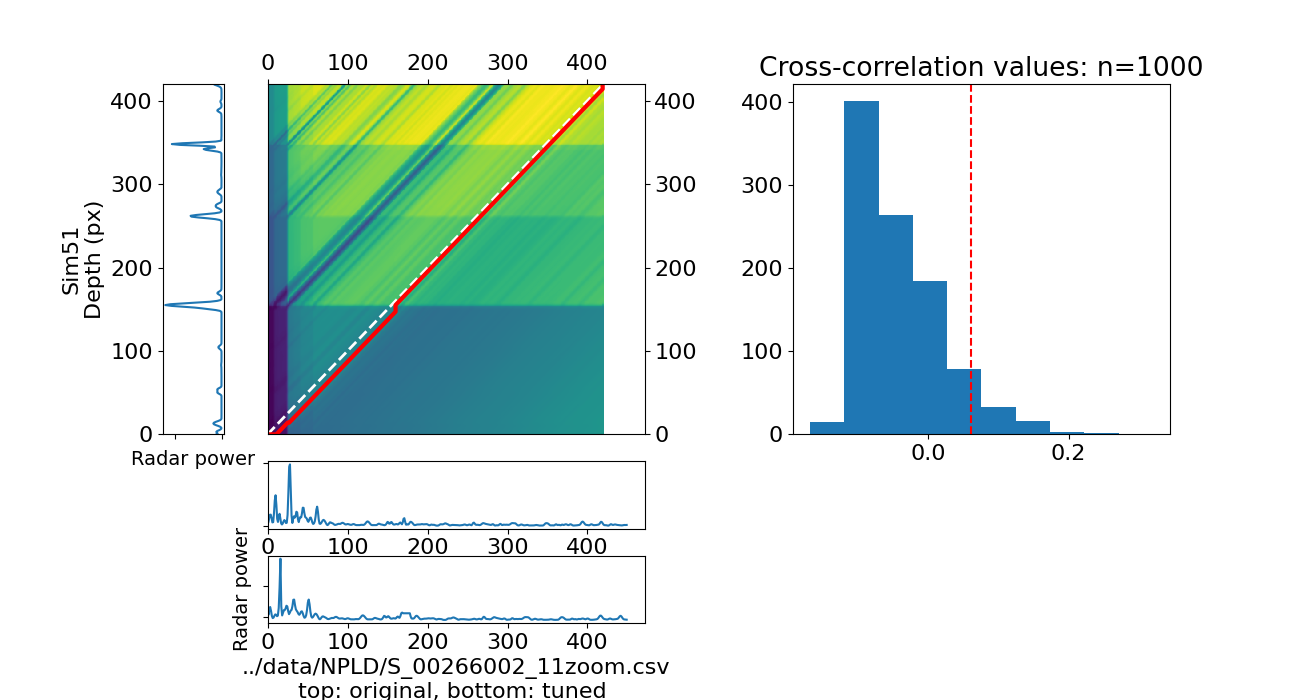 0 100 200 300 400
Cross-correlation values: n=1000
400
300
200
100
0
Sim51
Depth (px)
400
300
200
100
0
400
300
200
100
0
0.0 0.2
Radar power
0 100 200 300 400
Radar power
0 100 200 300 400
../data/NPLD/S_00266002_11zoom.csv
top: original, bottom: tuned